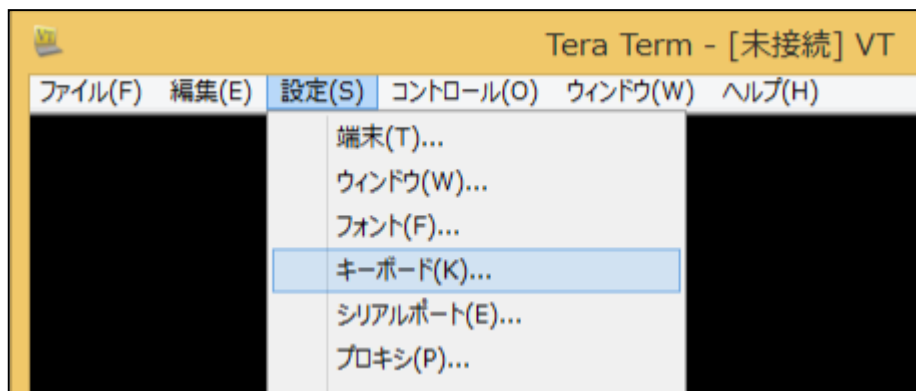 Tera Term - [未接続] VT
ファイル(F) 編集(E) 設定(S) コントロール(O) ウィンドウ(W) ヘルプ(H)
端末(T)...
ウィンドウ(W)...
フォント(F)...
キーボード(K)...
シリアルポート(E)...
プロキシ(P)...